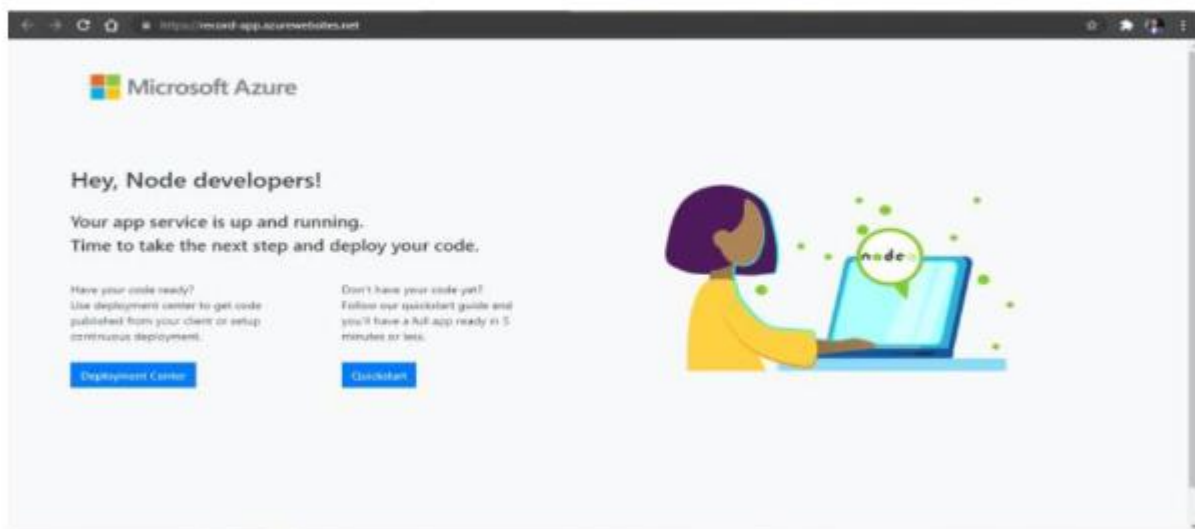 https://record-app.azurewebsites.net
Microsoft Azure
Hey, Node developers!
Your app service is up and running.
Time to take the next step and deploy your code.
Have your code ready?
Use deployment center to get code
published from your client or setup
continuous deployment.
Deployment Center
Don't have your code yet?
Follow our quickstart guide and
you'll have a full app ready in 5
minutes or less.
Quickstart
node